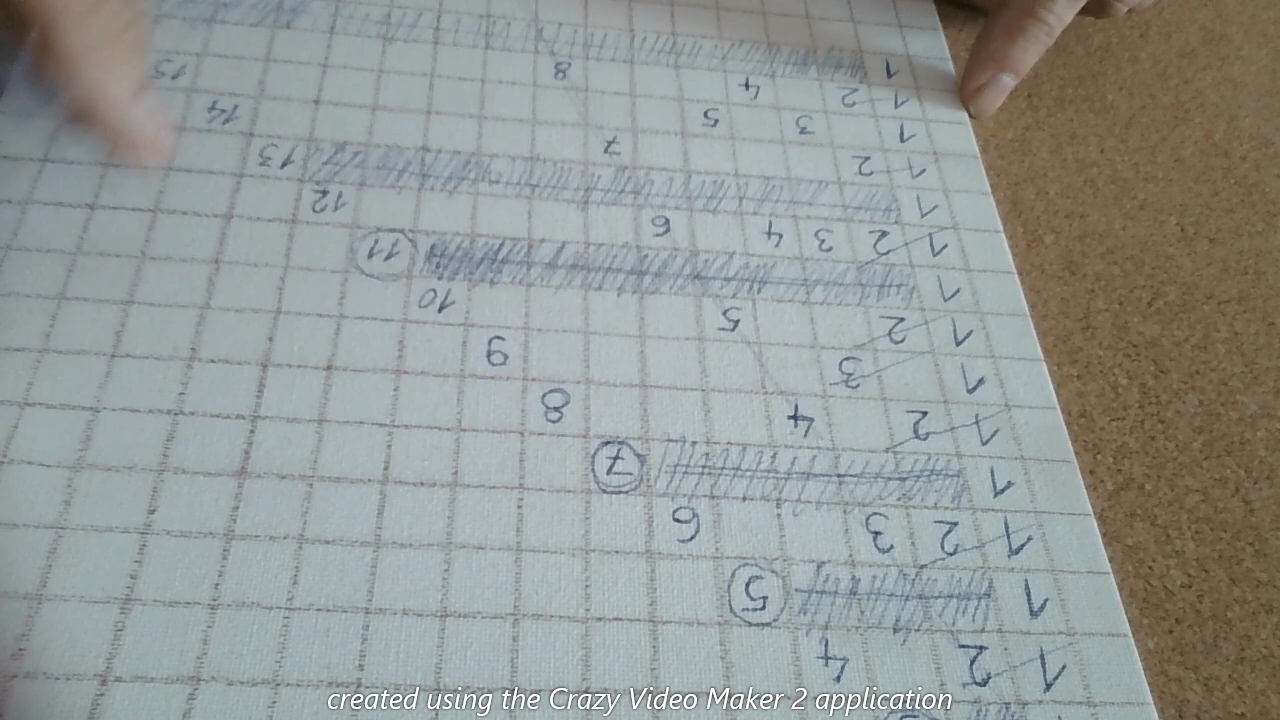 1 2 4
1 5
1 2 3 6
1 7
1 2 4 8
1 3 9
1 2 5 10
1 11
1 2 3 4 6 12
1 13
1 2 7 14
1 3 5 15
1 2 4 8
1
created using the Crazy Video Maker 2 application